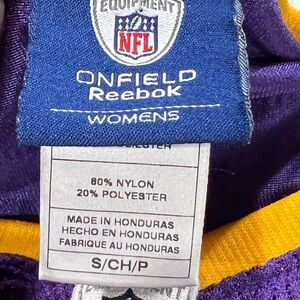 EQUIPMENT
NFL
ONFIELD
Reebok
WOMENS
80% NYLON
20% POLYESTER
MADE IN HONDURAS
HECHO EN HONDURAS
FABRIQUE AU HONDURAS
S/CH/P